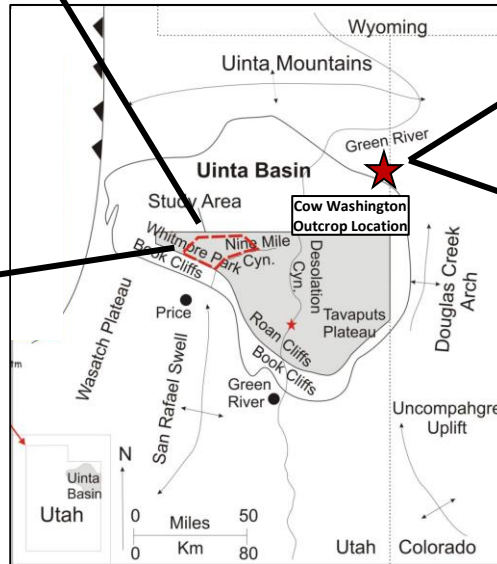 Wyoming
Uinta Mountains
Green River
Uinta Basin
Study Area
Cow Washington
Outcrop Location
Whitmore Park
Nine Mile
Cyn.
Book Cliffs
Desolation
Cyn.
Douglas Creek
Arch
Wasatch Plateau
Price
Tavaputs
Plateau
Roan Cliffs
Book Cliffs
San Rafael Swell
Green
River
Uncompahgre
Uplift
N
Uinta
Basin
Utah
0 50
Miles
Km
0 80
Utah Colorado